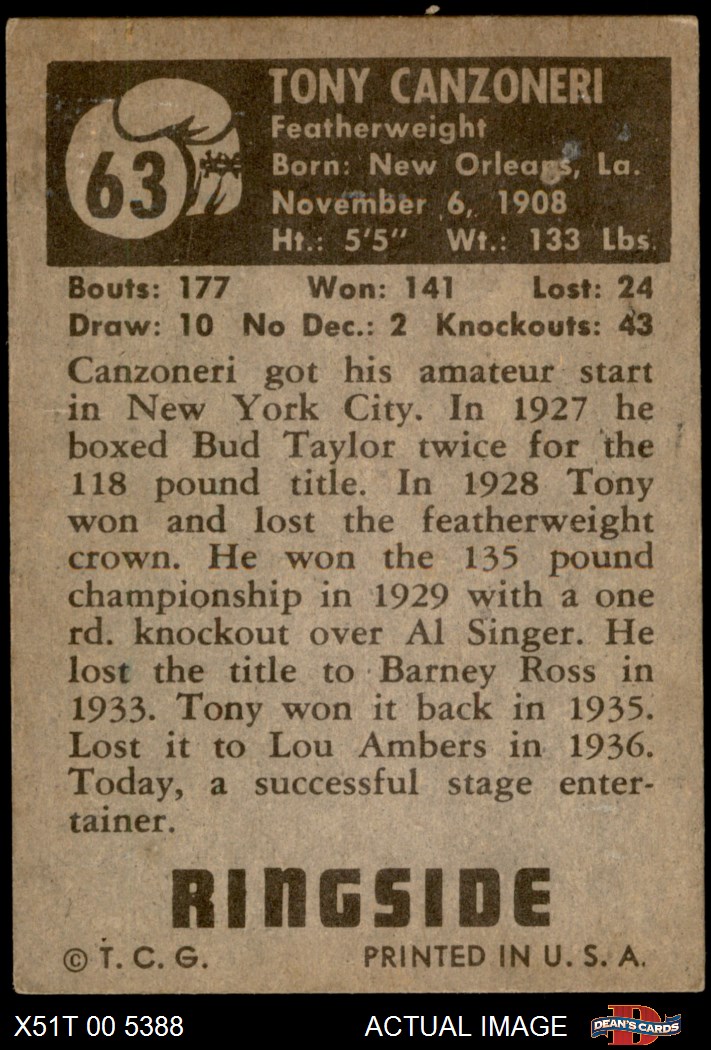 63
TONY CANZONERI
Featherweight
Born: New Orleans, La.
November 6, 1908
Ht.: 5'5" Wt.: 133 Lbs.
Bouts: 177 Won: 141 Lost: 24
Draw: 10 No Dec.: 2 Knockouts: 43
Canzoneri got his amateur start
in New York City. In 1927 he
boxed Bud Taylor twice for the
118 pound title. In 1928 Tony
won and lost the featherweight
crown. He won the 135 pound
championship in 1929 with a one
rd. knockout over Al Singer. He
lost the title to Barney Ross in
1933. Tony won it back in 1935.
Lost it to Lou Ambers in 1936.
Today, a successful stage enter-
tainer.
RINGSIDE
© T. C. G. PRINTED IN U. S. A.
X51T 00 5388 ACTUAL IMAGE D DEAN'S CARDS